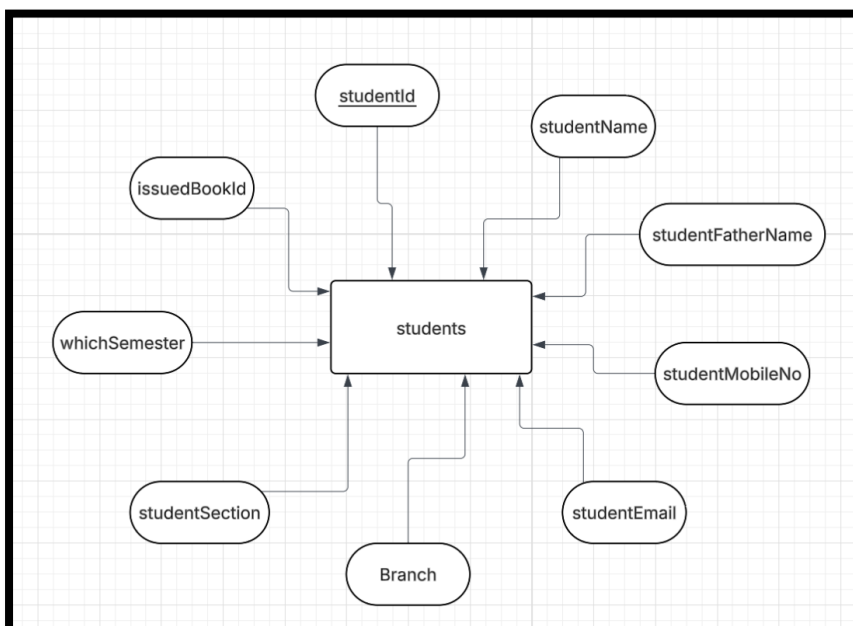 studentId
studentName
issuedBookId
studentFatherName
students
whichSemester
studentMobileNo
studentSection
studentEmail
Branch